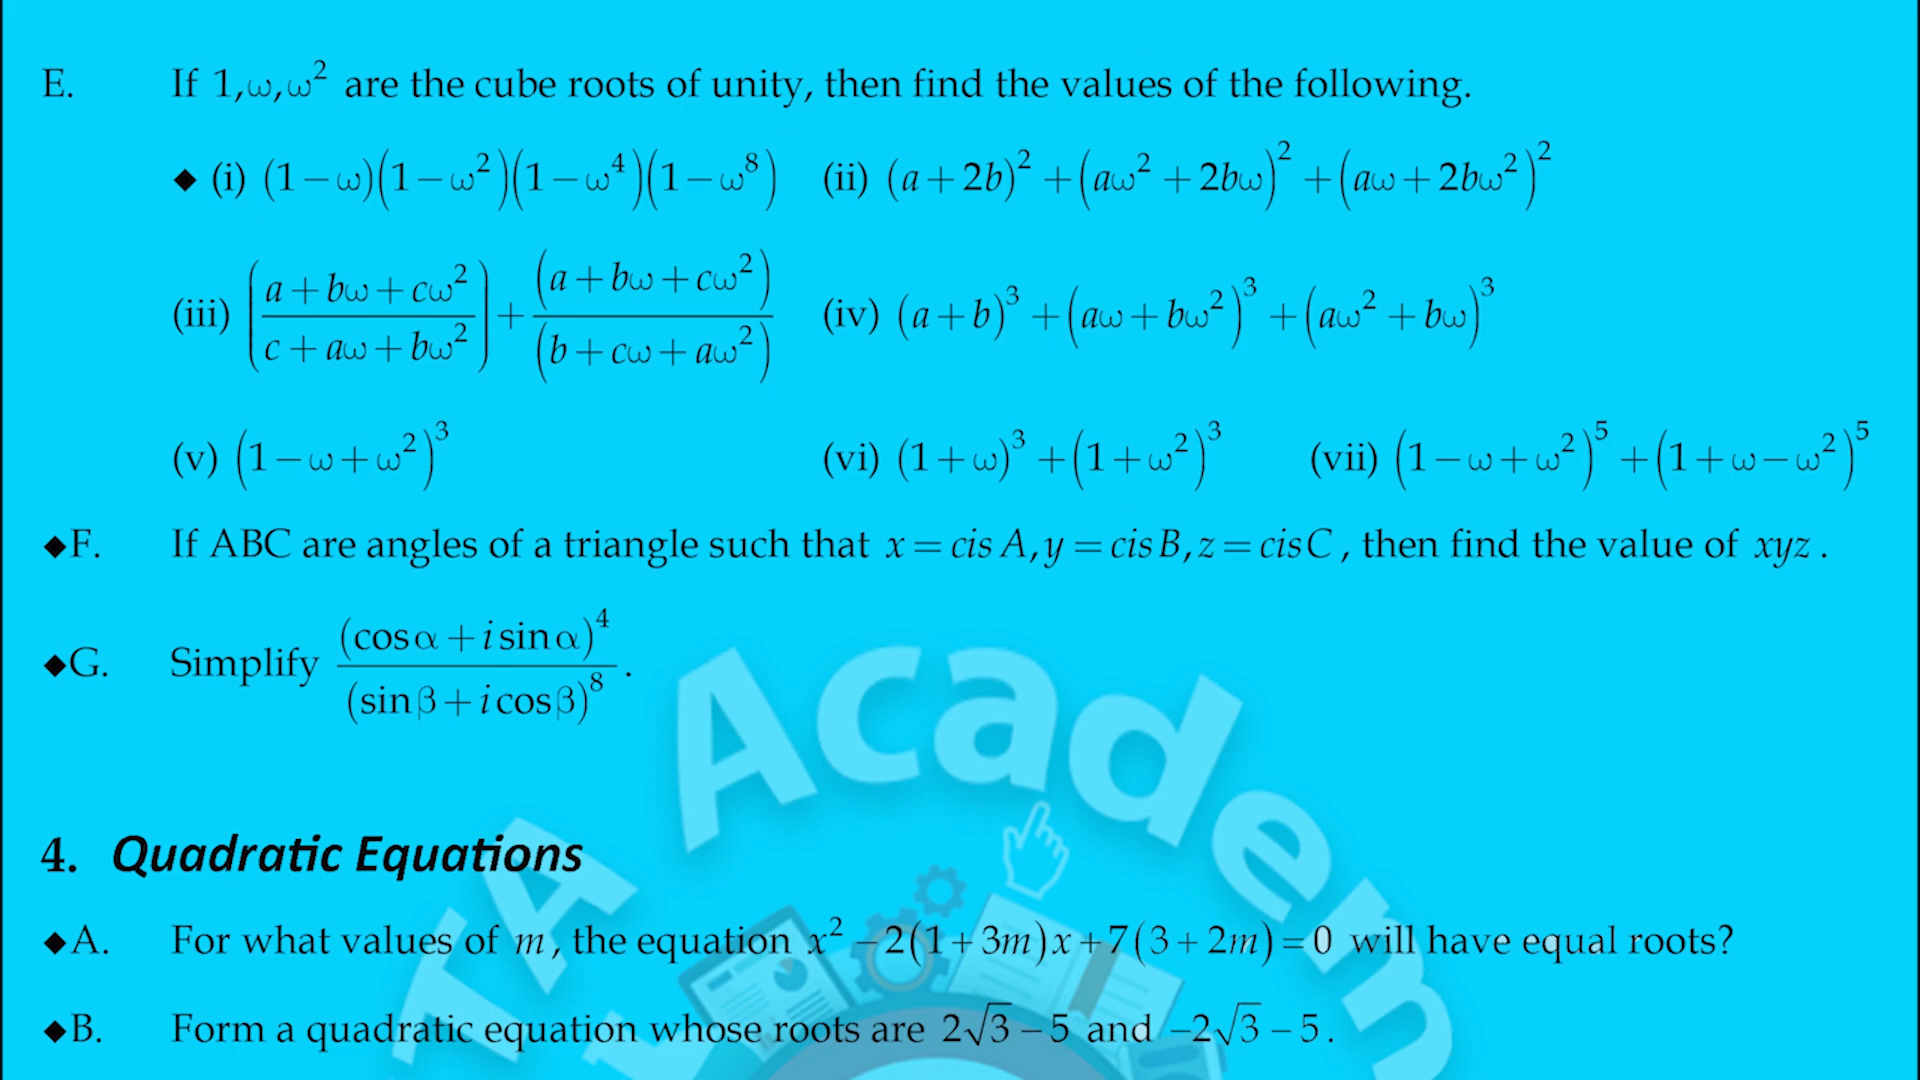 E. If 1,ω,ω² are the cube roots of unity, then find the values of the following.
◆ (i) (1−ω)(1−ω²)(1−ω⁴)(1−ω⁸) (ii) (a+2b)² +(aω²+2bω)² +(aω+2bω²)²
(iii) ((a+bω+cω²)/(c+aω+bω²)) + (a+bω+cω²)/(b+cω+aω²) (iv) (a+b)³ +(aω+bω²)³ +(aω²+bω)³
(v) (1−ω+ω²)³ (vi) (1+ω)³ +(1+ω²)³ (vii) (1−ω+ω²)⁵ +(1+ω−ω²)⁵
◆F. If ABC are angles of a triangle such that x=cis A, y=cis B, z=cisC, then find the value of xyz.
◆G. Simplify (cosα+isinα)⁴/(sinβ+icosβ)⁸.
4. Quadratic Equations
◆A. For what values of m, the equation x²−2(1+3m)x+7(3+2m)=0 will have equal roots?
◆B. Form a quadratic equation whose roots are 2√3−5 and −2√3−5.